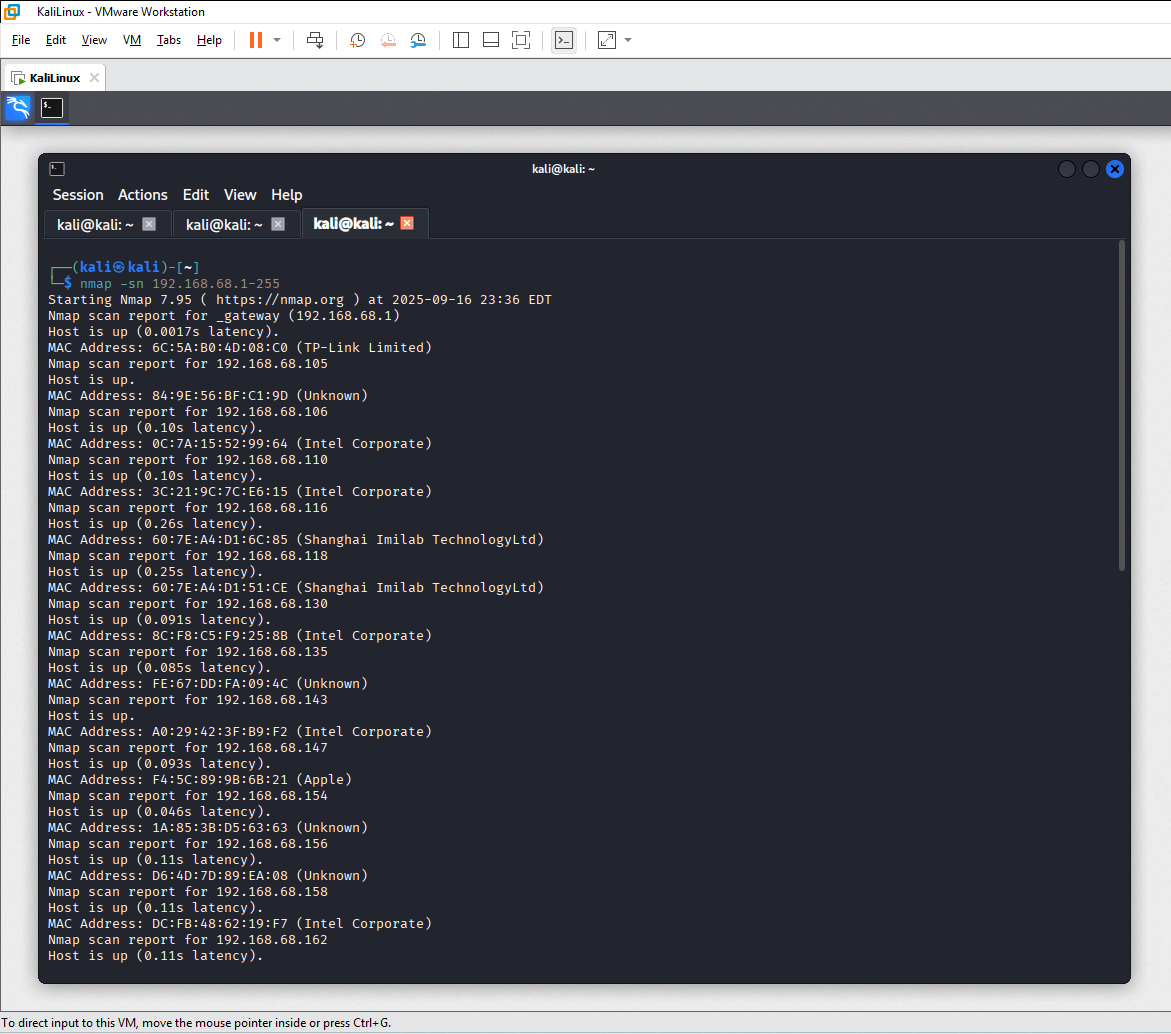 KaliLinux - VMware Workstation
File Edit View VM Tabs Help
KaliLinux
kali@kali: ~
Session Actions Edit View Help
kali@kali: ~ kali@kali: ~ kali@kali: ~
┌──(kali㉿kali)-[~]
└─$ nmap -sn 192.168.68.1-255
Starting Nmap 7.95 ( https://nmap.org ) at 2025-09-16 23:36 EDT
Nmap scan report for _gateway (192.168.68.1)
Host is up (0.0017s latency).
MAC Address: 6C:5A:B0:4D:08:C0 (TP-Link Limited)
Nmap scan report for 192.168.68.105
Host is up.
MAC Address: 84:9E:56:BF:C1:9D (Unknown)
Nmap scan report for 192.168.68.106
Host is up (0.10s latency).
MAC Address: 0C:7A:15:52:99:64 (Intel Corporate)
Nmap scan report for 192.168.68.110
Host is up (0.10s latency).
MAC Address: 3C:21:9C:7C:E6:15 (Intel Corporate)
Nmap scan report for 192.168.68.116
Host is up (0.26s latency).
MAC Address: 60:7E:A4:D1:6C:85 (Shanghai Imilab TechnologyLtd)
Nmap scan report for 192.168.68.118
Host is up (0.25s latency).
MAC Address: 60:7E:A4:D1:51:CE (Shanghai Imilab TechnologyLtd)
Nmap scan report for 192.168.68.130
Host is up (0.091s latency).
MAC Address: 8C:F8:C5:F9:25:8B (Intel Corporate)
Nmap scan report for 192.168.68.135
Host is up (0.085s latency).
MAC Address: FE:67:DD:FA:09:4C (Unknown)
Nmap scan report for 192.168.68.143
Host is up.
MAC Address: A0:29:42:3F:B9:F2 (Intel Corporate)
Nmap scan report for 192.168.68.147
Host is up (0.093s latency).
MAC Address: F4:5C:89:9B:6B:21 (Apple)
Nmap scan report for 192.168.68.154
Host is up (0.046s latency).
MAC Address: 1A:85:3B:D5:63:63 (Unknown)
Nmap scan report for 192.168.68.156
Host is up (0.11s latency).
MAC Address: D6:4D:7D:89:EA:08 (Unknown)
Nmap scan report for 192.168.68.158
Host is up (0.11s latency).
MAC Address: DC:FB:48:62:19:F7 (Intel Corporate)
Nmap scan report for 192.168.68.162
Host is up (0.11s latency).
To direct input to this VM, move the mouse pointer inside or press Ctrl+G.